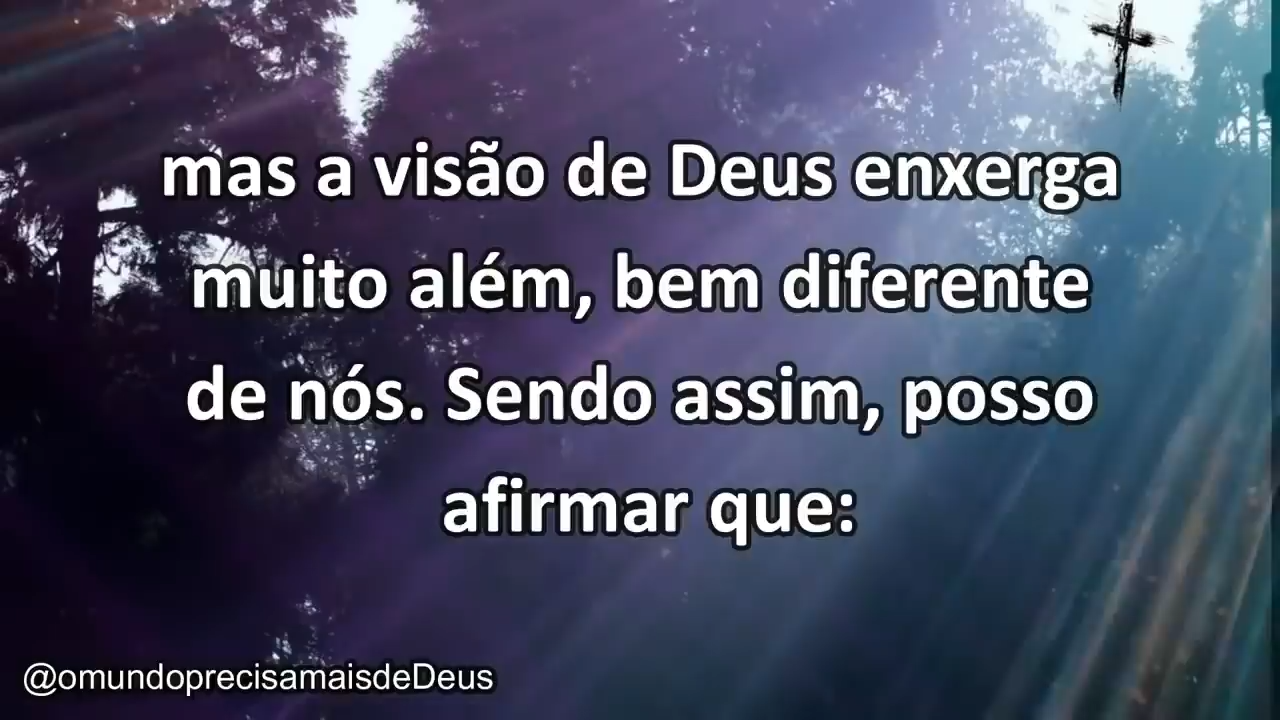 mas a visão de Deus enxerga
muito além, bem diferente
de nós. Sendo assim, posso
afirmar que:
@omundoprecisamaisdeDeus